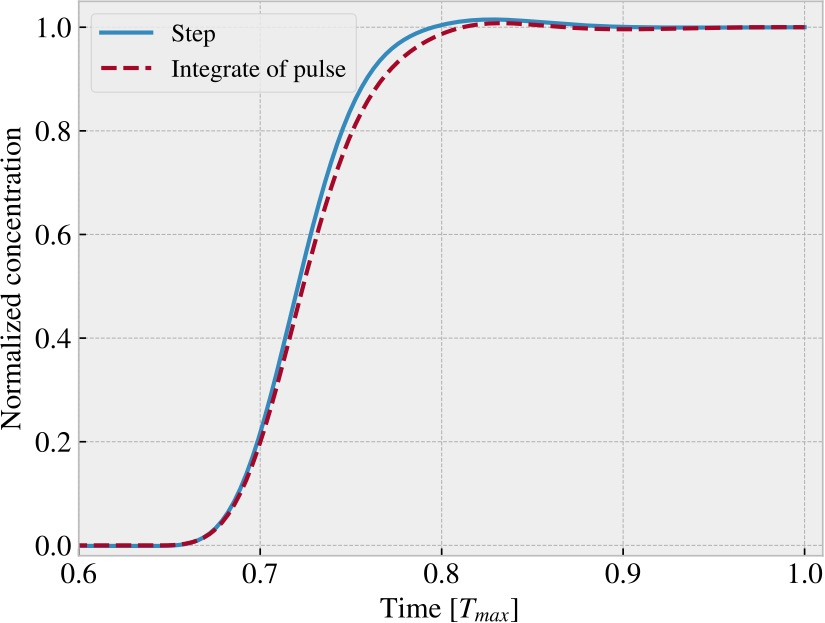 Step
Integrate of pulse
Normalized concentration
1.0
0.8
0.6
0.4
0.2
0.0
0.6 0.7 0.8 0.9 1.0
Time [T_max]